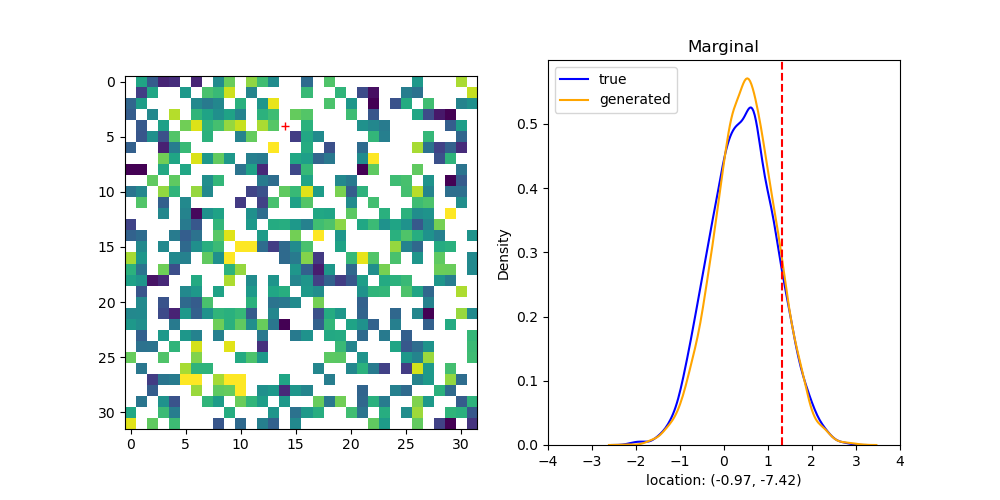 Marginal
true
generated
Density
0
5
10
15
20
25
30
0 5 10 15 20 25 30
0.5
0.4
0.3
0.2
0.1
0.0
−4 −3 −2 −1 0 1 2 3 4
location: (-0.97, -7.42)